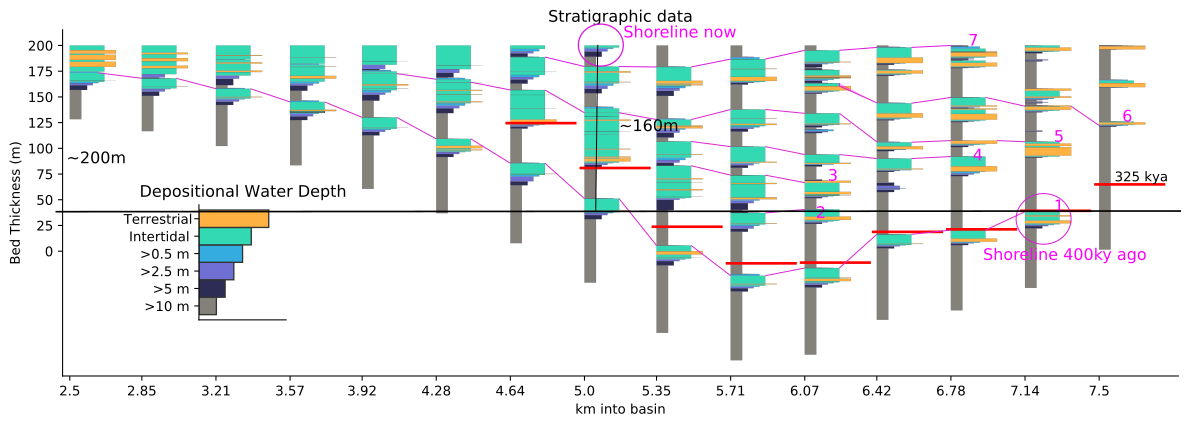 Stratigraphic data
Shoreline now
7
200
175
150
125
100
75
50
25
0
Bed Thickness (m)
~200m
~160m
6
5
4
3
2
1
325 kya
Shoreline 400ky ago
Depositional Water Depth
Terrestrial
Intertidal
>0.5 m
>2.5 m
>5 m
>10 m
2.5 2.85 3.21 3.57 3.92 4.28 4.64 5.0 5.35 5.71 6.07 6.42 6.78 7.14 7.5
km into basin